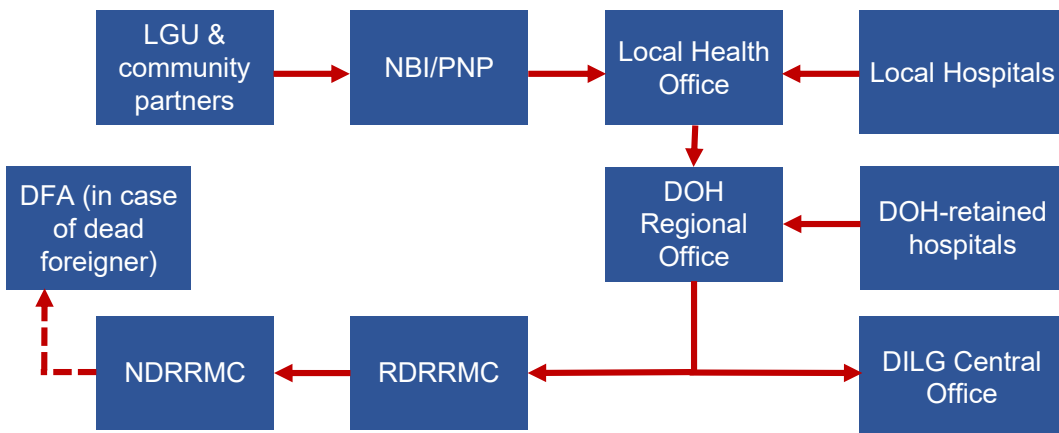 LGU &
community
partners
NBI/PNP
Local Health
Office
Local Hospitals
DFA (in case
of dead
foreigner)
DOH
Regional
Office
DOH-retained
hospitals
NDRRMC
RDRRMC
DILG Central
Office